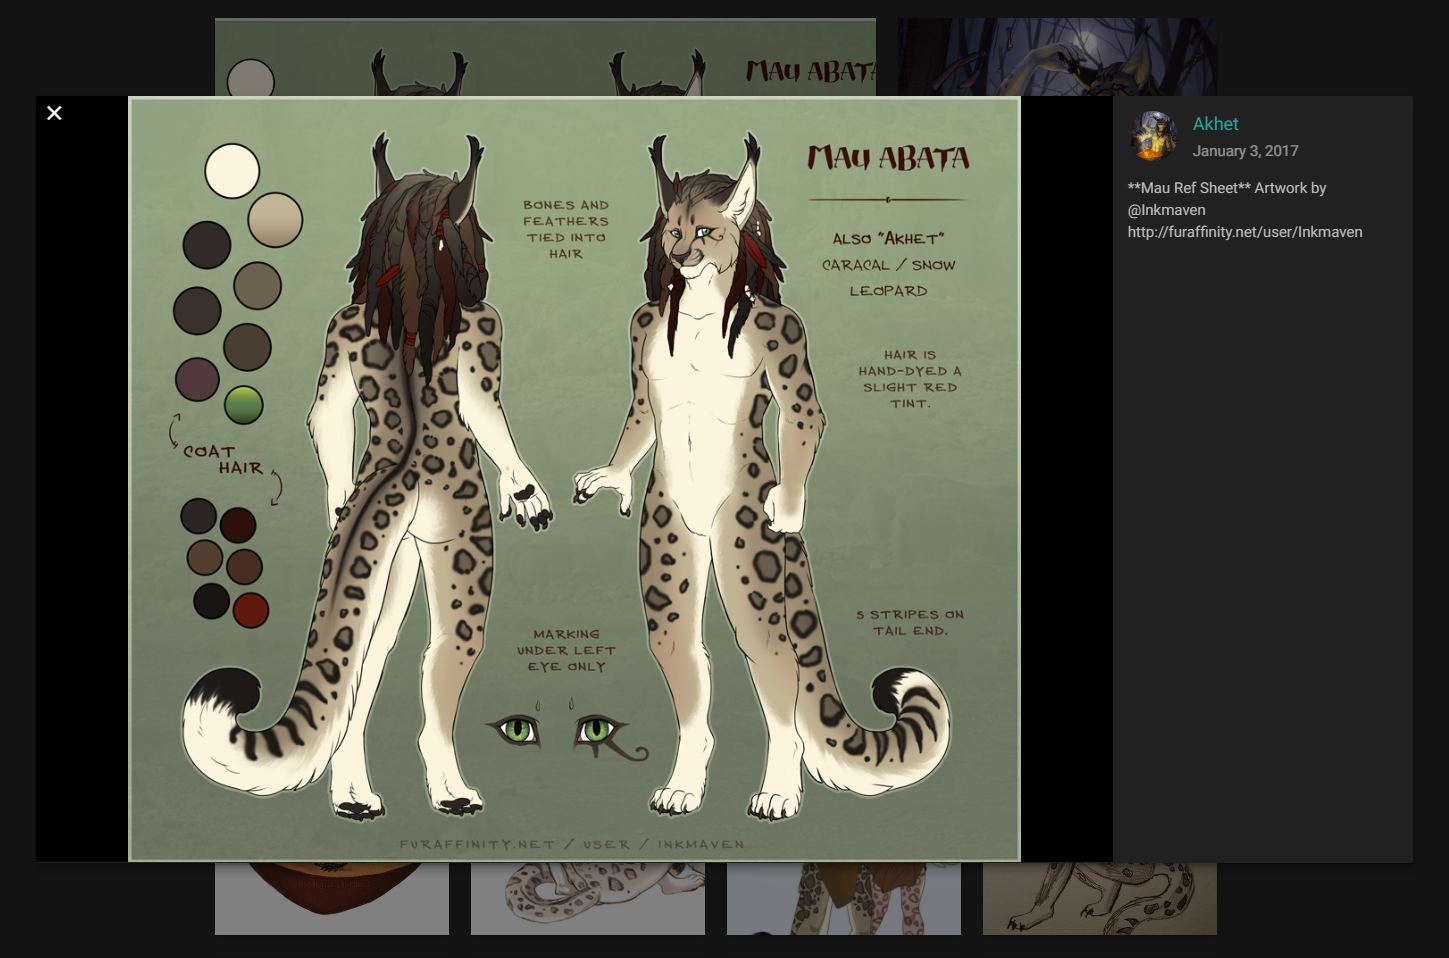 MAU ABATA
Akhet
January 3, 2017
**Mau Ref Sheet** Artwork by
@Inkmaven
http://furaffinity.net/user/Inkmaven
MAU ABATA
BONES AND
FEATHERS
TIED INTO
HAIR
ALSO "AKHET"
CARACAL / SNOW
LEOPARD
HAIR IS
HAND-DYED A
SLIGHT RED
TINT.
COAT
HAIR
MARKING
UNDER LEFT
EYE ONLY
5 STRIPES ON
TAIL END.
FURAFFINITY.NET / USER / INKMAVEN